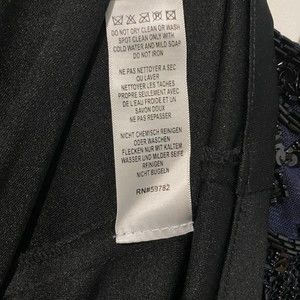 DO NOT DRY CLEAN OR WASH
SPOT CLEAN ONLY WITH
COLD WATER AND MILD SOAP
DO NOT IRON
NE PAS NETTOYER A SEC
OU LAVER
NETTOYER LES TACHES
PROPRE SEULEMENT AVEC
DE L'EAU FROIDE ET UN
SAVON DOUX
NE PAS REPASSER
NICHT CHEMISCH REINIGEN
ODER WASCHEN
FLECKEN NUR MIT KALTEM
WASSER UND MILDER SEIFE
REINIGEN
NICHT BUGELN
RN#59782